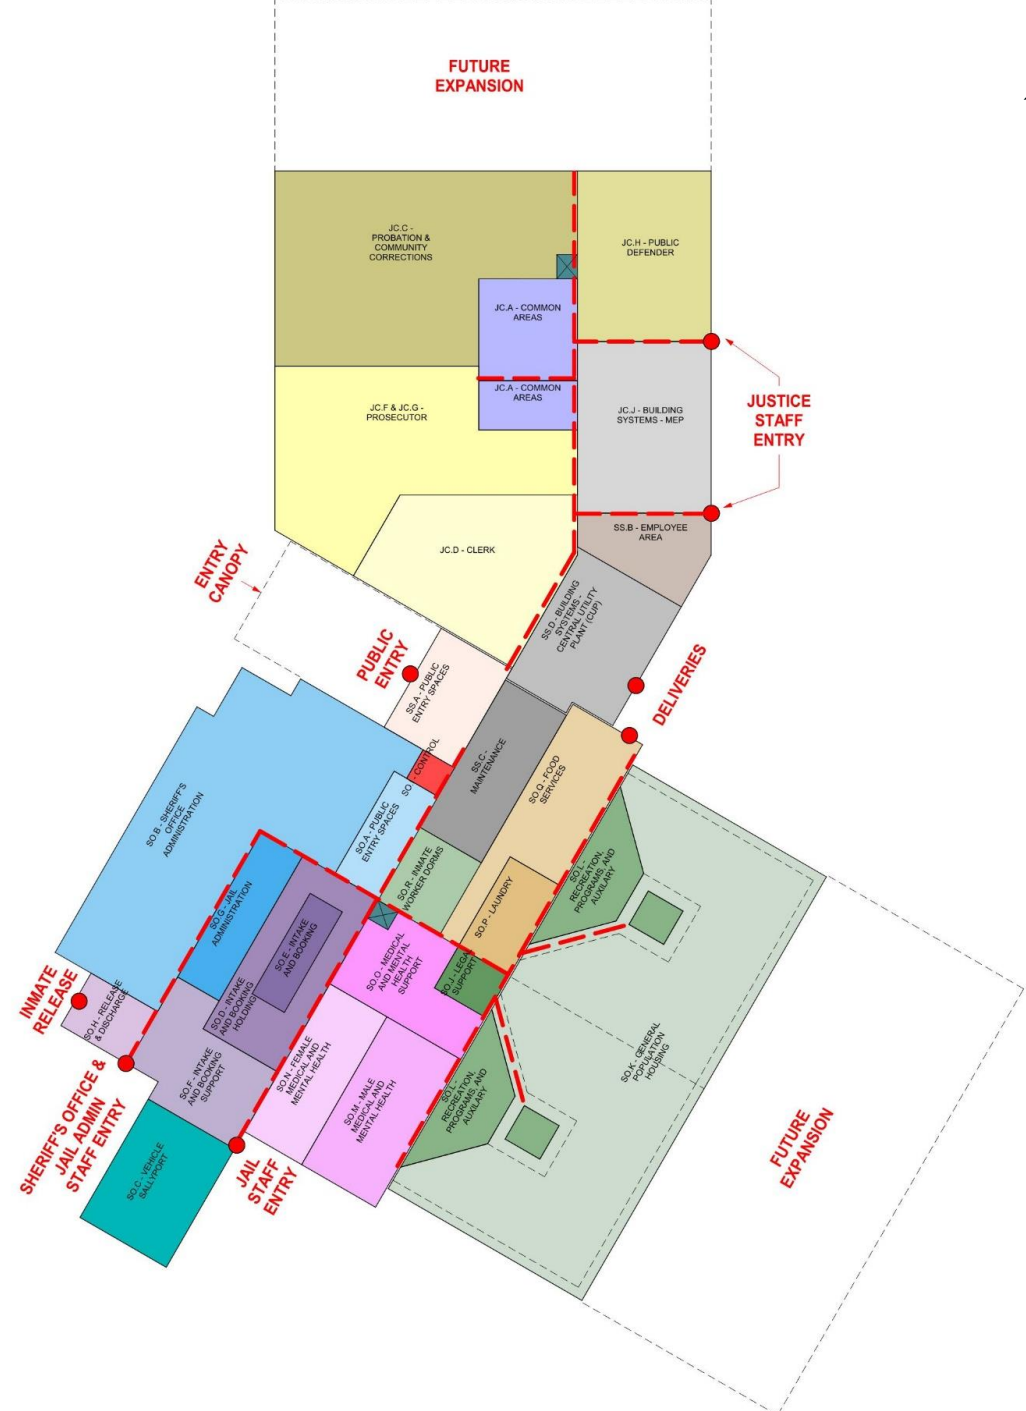 FUTURE
EXPANSION
JC.C -
PROBATION &
COMMUNITY
CORRECTIONS
JC.H - PUBLIC
DEFENDER
JC.A - COMMON
AREAS
JC.A - COMMON
AREAS
JC.F & JC.G -
PROSECUTOR
JC.J - BUILDING
SYSTEMS - MEP
JUSTICE
STAFF
ENTRY
SS.B - EMPLOYEE
AREA
JC.D - CLERK
ENTRY
CANOPY
SS.D - BUILDING
SYSTEMS -
CENTRAL UTILITY
PLANT (CUP)
PUBLIC
ENTRY
SS.A - PUBLIC
ENTRY SPACES
DELIVERIES
- CONTROL
SS.C -
MAINTENANCE
SO.Q - FOOD
SERVICES
SO.B - SHERIFF'S
OFFICE
ADMINISTRATION
SO.A - PUBLIC
ENTRY SPACES
SO.R - INMATE
WORKER DORMS
SO.L -
RECREATION,
PROGRAMS, AND
AUXILARY
SO.G - JAIL
ADMINISTRATION
SO.E - INTAKE
AND BOOKING
SO.P - LAUNDRY
SO.O - MEDICAL
AND MENTAL
HEALTH
SUPPORT
SO.J - LEGAL
SUPPORT
SO.D - INTAKE
AND BOOKING
HOLDING
INMATE
RELEASE
SO.H - RELEASE
& DISCHARGE
SO.F - INTAKE
AND BOOKING
SUPPORT
SO.N - FEMALE
MEDICAL AND
MENTAL HEALTH
SO.M - MALE
MEDICAL AND
MENTAL HEALTH
SO.L -
RECREATION,
PROGRAMS, AND
AUXILARY
SO.K - GENERAL
POPULATION
HOUSING
SHERIFF'S OFFICE &
JAIL ADMIN
STAFF ENTRY
SO.C - VEHICLE
SALLYPORT
JAIL
STAFF
ENTRY
FUTURE
EXPANSION